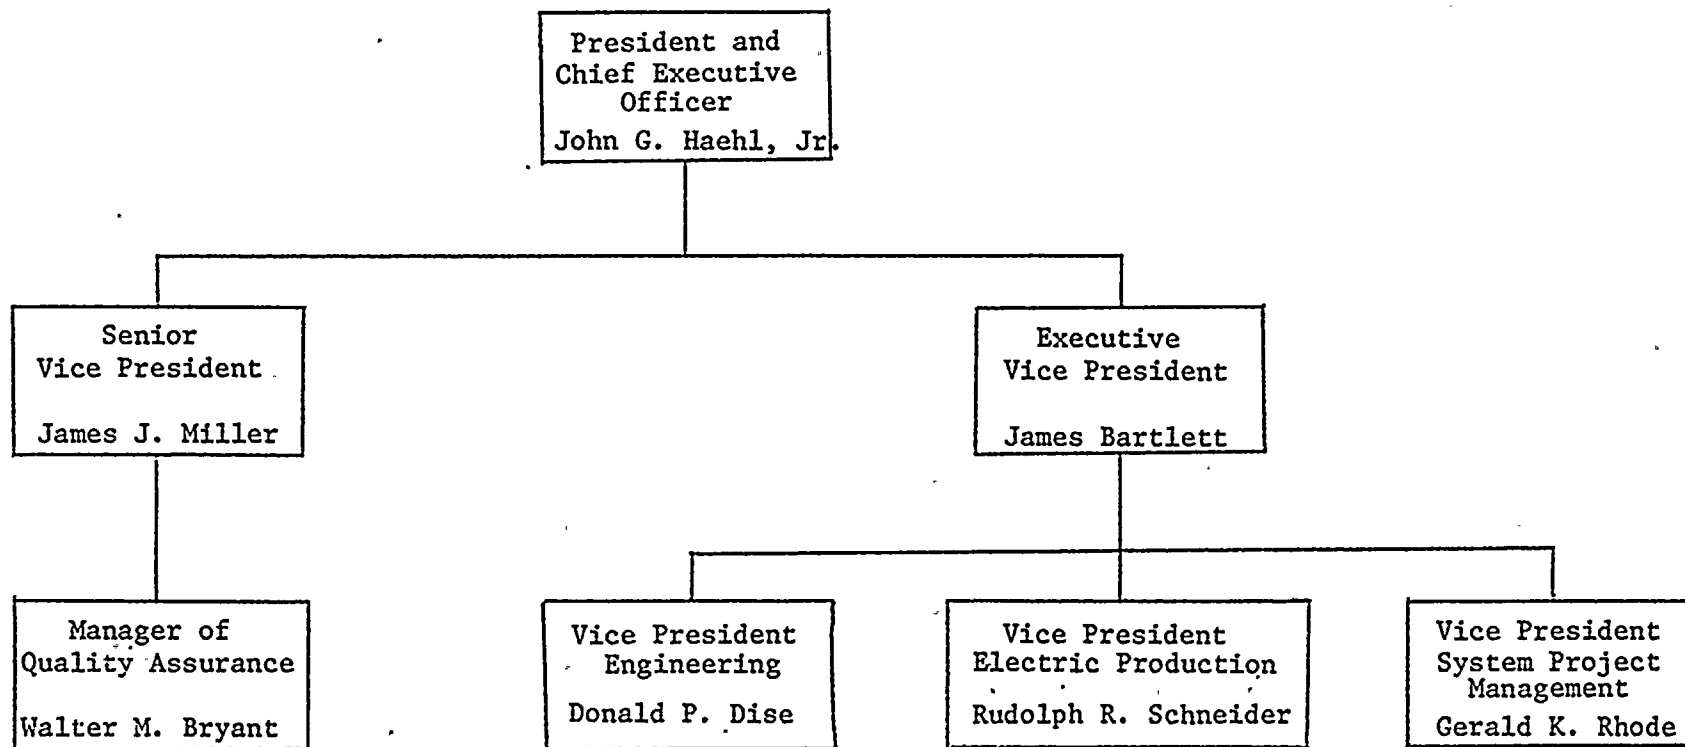 President and
Chief Executive
Officer
John G. Haehl, Jr.
Senior
Vice President
James J. Miller
Executive
Vice President
James Bartlett
Manager of
Quality Assurance
Walter M. Bryant
Vice President
Engineering
Donald P. Dise
Vice President
Electric Production
Rudolph R. Schneider
Vice President
System Project
Management
Gerald K. Rhode